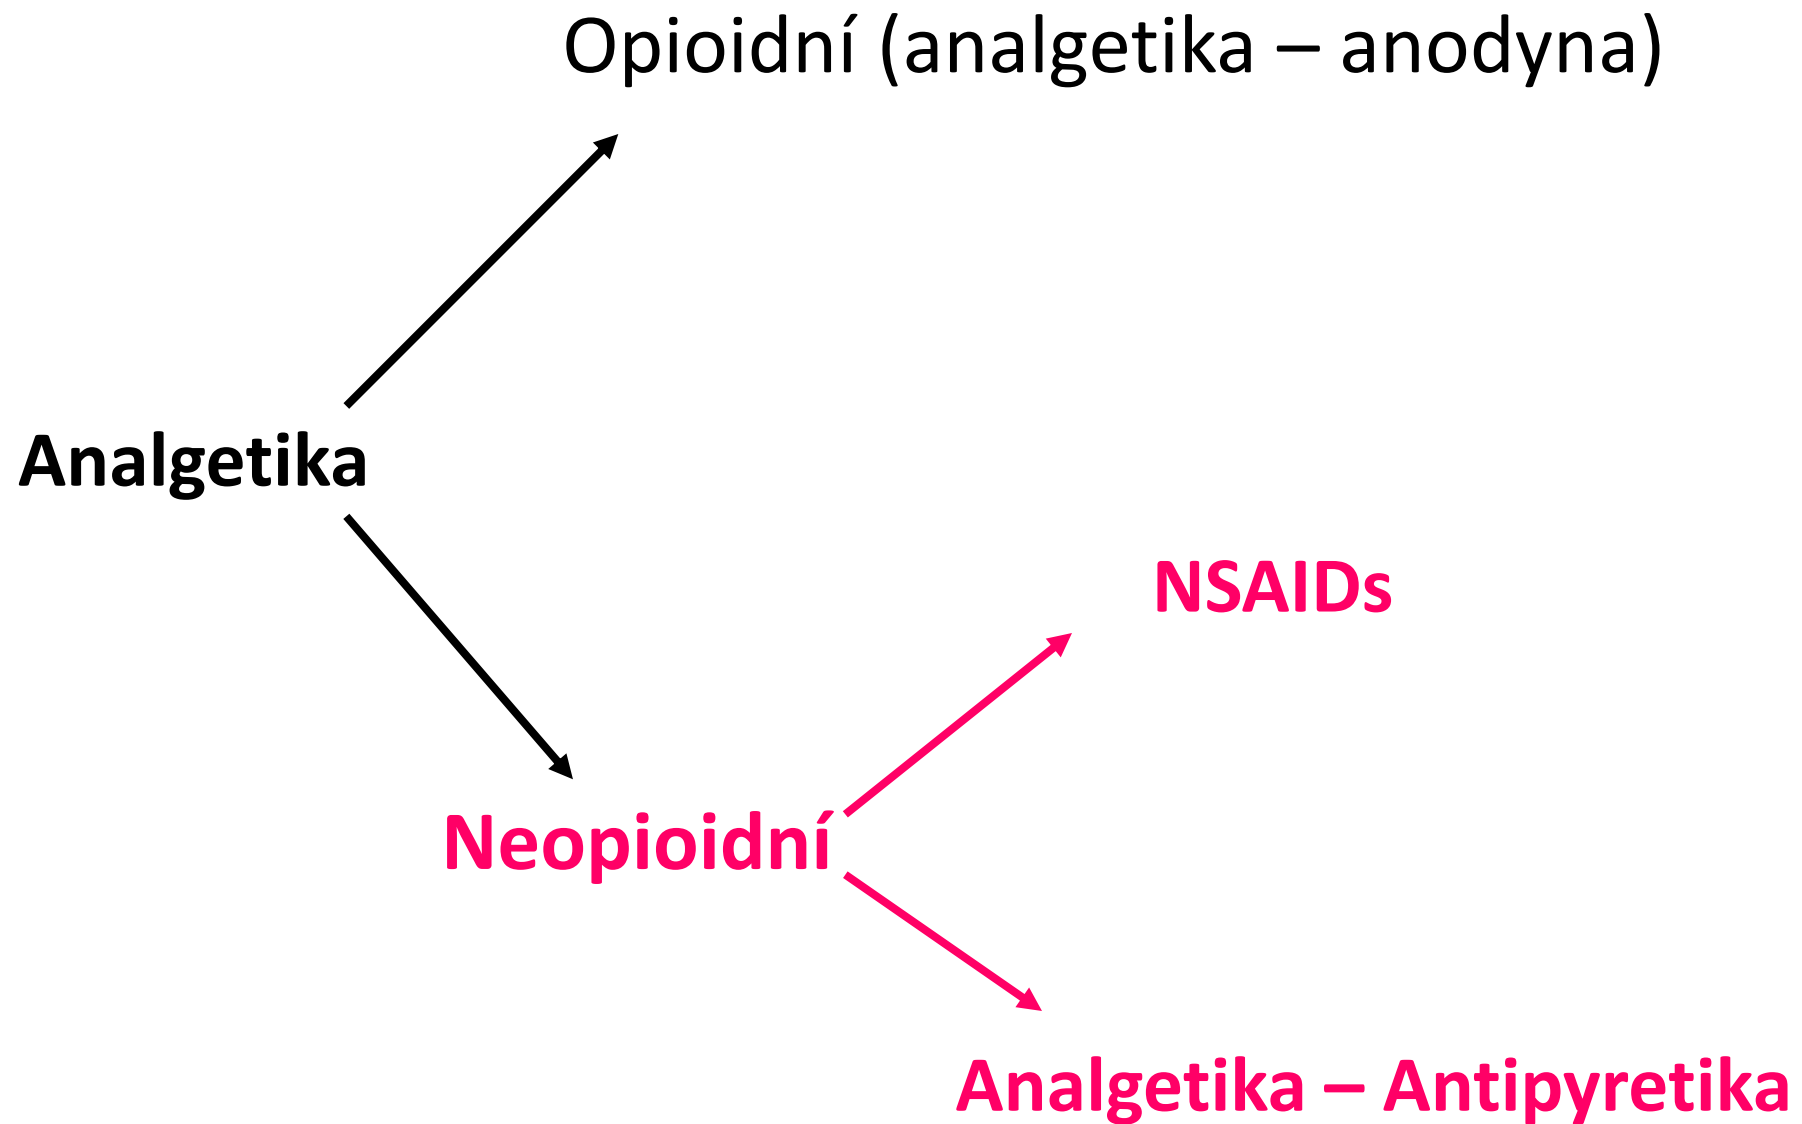 Opioidní (analgetika – anodyna)
Analgetika
NSAIDs
Neopioidní
Analgetika – Antipyretika